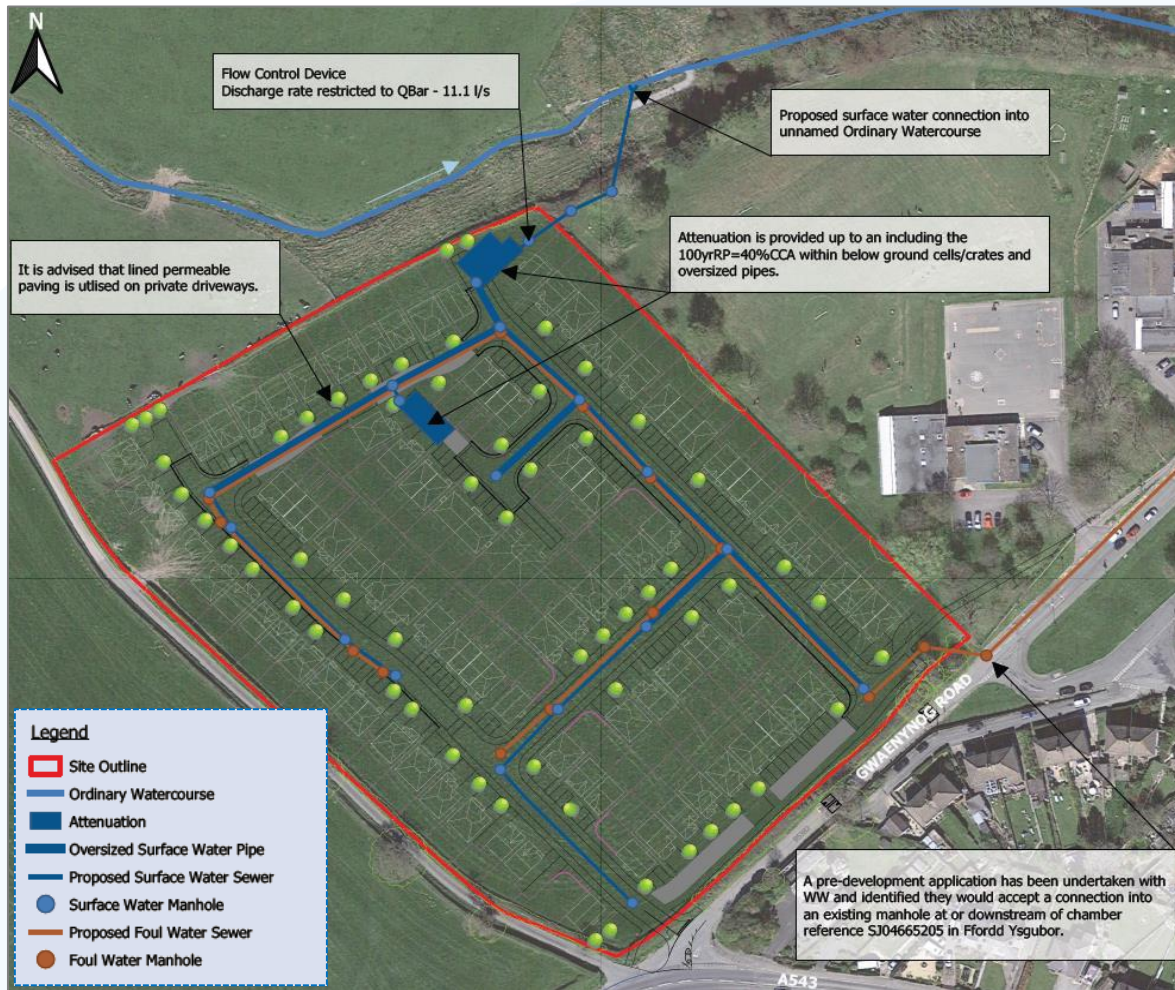 N
Flow Control Device
Discharge rate restricted to QBar - 11.1 l/s
Proposed surface water connection into
unnamed Ordinary Watercourse
It is advised that lined permeable
paving is utlised on private driveways.
Attenuation is provided up to an including the
100yrRP=40%CCA within below ground cells/crates and
oversized pipes.
GWAENYNOG ROAD
A pre-development application has been undertaken with
WW and identified they would accept a connection into
an existing manhole at or downstream of chamber
reference SJ04665205 in Ffordd Ysgubor.
A543
Legend
Site Outline
Ordinary Watercourse
Attenuation
Oversized Surface Water Pipe
Proposed Surface Water Sewer
Surface Water Manhole
Proposed Foul Water Sewer
Foul Water Manhole